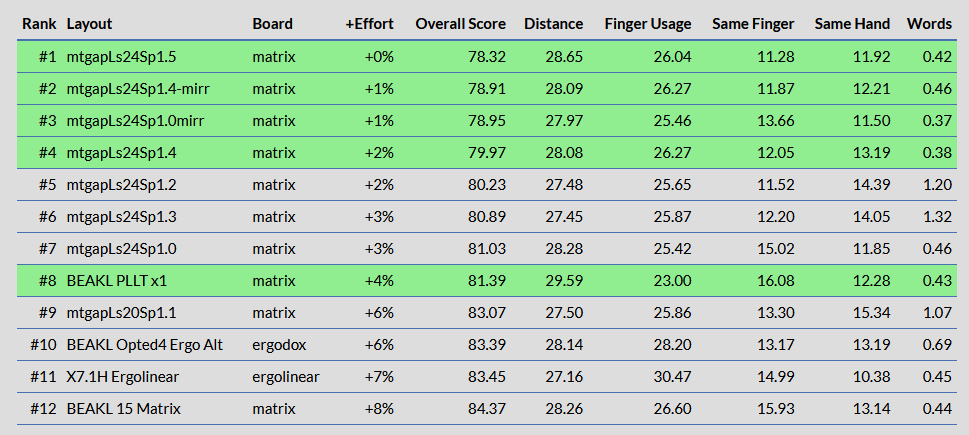 Rank Layout Board +Effort Overall Score Distance Finger Usage Same Finger Same Hand Words
#1 mtgapLs24Sp1.5 matrix +0% 78.32 28.65 26.04 11.28 11.92 0.42
#2 mtgapLs24Sp1.4-mirr matrix +1% 78.91 28.09 26.27 11.87 12.21 0.46
#3 mtgapLs24Sp1.0mirr matrix +1% 78.95 27.97 25.46 13.66 11.50 0.37
#4 mtgapLs24Sp1.4 matrix +2% 79.97 28.08 26.27 12.05 13.19 0.38
#5 mtgapLs24Sp1.2 matrix +2% 80.23 27.48 25.65 11.52 14.39 1.20
#6 mtgapLs24Sp1.3 matrix +3% 80.89 27.45 25.87 12.20 14.05 1.32
#7 mtgapLs24Sp1.0 matrix +3% 81.03 28.28 25.42 15.02 11.85 0.46
#8 BEAKL PLLT x1 matrix +4% 81.39 29.59 23.00 16.08 12.28 0.43
#9 mtgapLs20Sp1.1 matrix +6% 83.07 27.50 25.86 13.30 15.34 1.07
#10 BEAKL Opted4 Ergo Alt ergodox +6% 83.39 28.14 28.20 13.17 13.19 0.69
#11 X7.1H Ergolinear ergolinear +7% 83.45 27.16 30.47 14.99 10.38 0.45
#12 BEAKL 15 Matrix matrix +8% 84.37 28.26 26.60 15.93 13.14 0.44